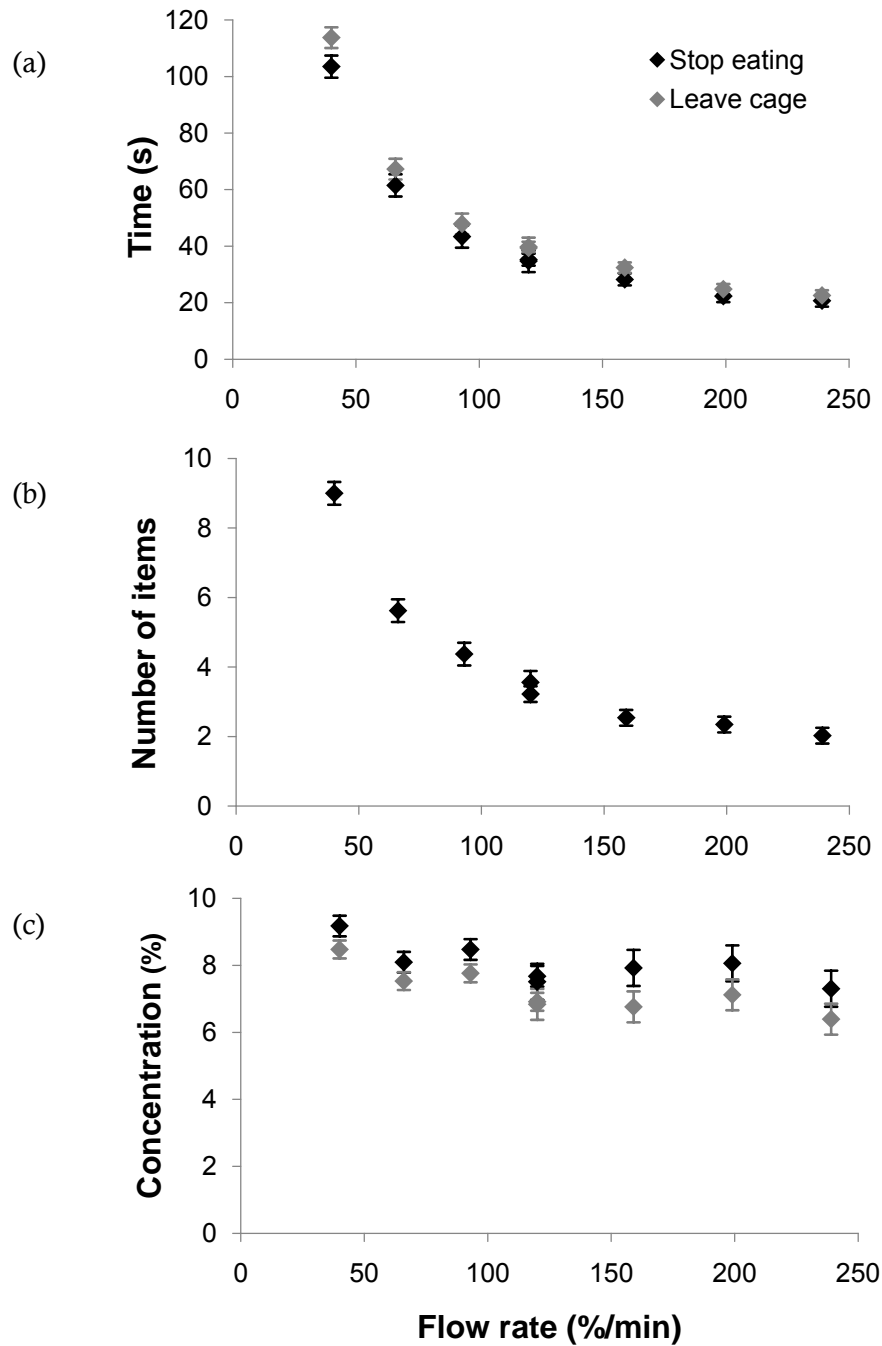 (a)
Time (s)
120
100
80
60
40
20
0
0 50 100 150 200 250
Stop eating
Leave cage
(b)
Number of items
10
8
6
4
2
0
0 50 100 150 200 250
(c)
Concentration (%)
10
8
6
4
2
0
0 50 100 150 200 250
Flow rate (%/min)